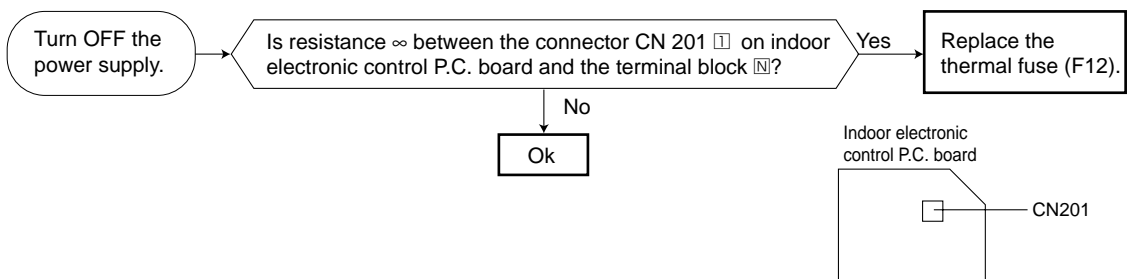 Turn OFF the
power supply.
Is resistance ∞ between the connector CN 201 1 on indoor
electronic control P.C. board and the terminal block N?
Yes
Replace the
thermal fuse (F12).
No
Ok
Indoor electronic
control P.C. board
CN201